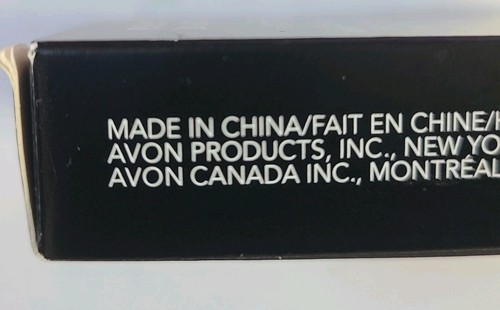 MADE IN CHINA/FAIT EN CHINE/
AVON PRODUCTS, INC., NEW YO
AVON CANADA INC., MONTRÉAL